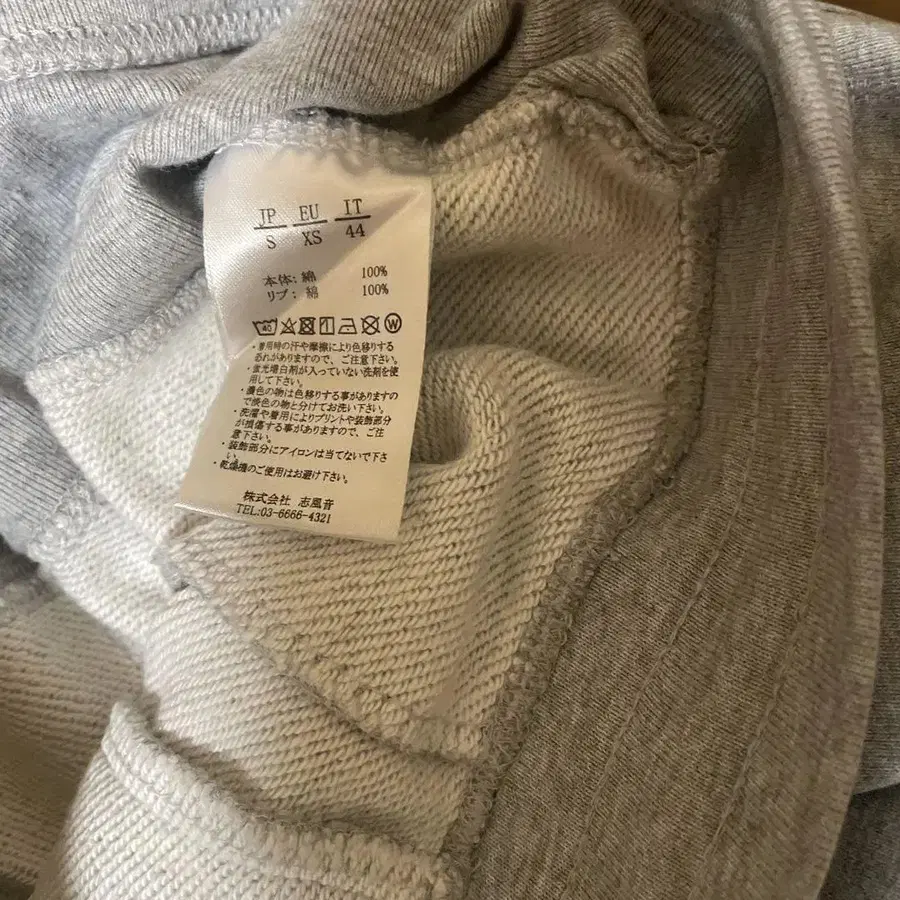 JP EU IT
S XS 44
本体: 綿 100%
リブ: 綿 100%
40 W
・着用時の汗や摩擦により色移りする
恐れがありますので、ご注意下さい。
・蛍光増白剤が入っていない洗剤を使
用して下さい。
・濃色の物は色移りする事がありますの
で淡色の物と分けてお洗い下さい。
・洗濯や着用によりプリントや装飾部分
が損傷する事がありますので、ご注
意下さい。
・装飾部分にアイロンは当てないで下さ
い。
・乾燥機のご使用はお避け下さい。
株式会社 志風音
TEL:03-6666-4321